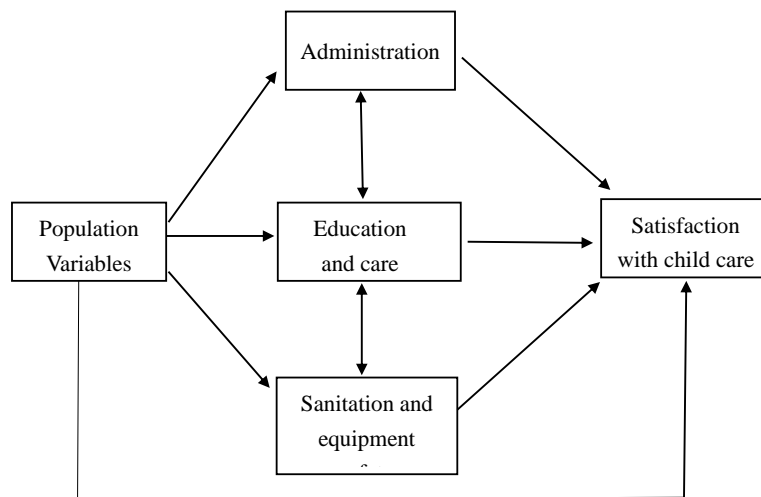 Administration
Population
Variables
Education
and care
Satisfaction
with child care
Sanitation and
equipment